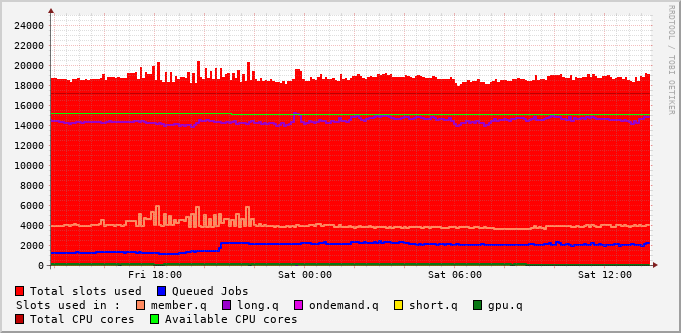 24000
22000
20000
18000
16000
14000
12000
10000
8000
6000
4000
2000
0
Fri 18:00 Sat 00:00 Sat 06:00 Sat 12:00
Total slots used Queued Jobs
Slots used in : member.q long.q ondemand.q short.q gpu.q
Total CPU cores Available CPU cores
RRDTOOL / TOBI OETIKER